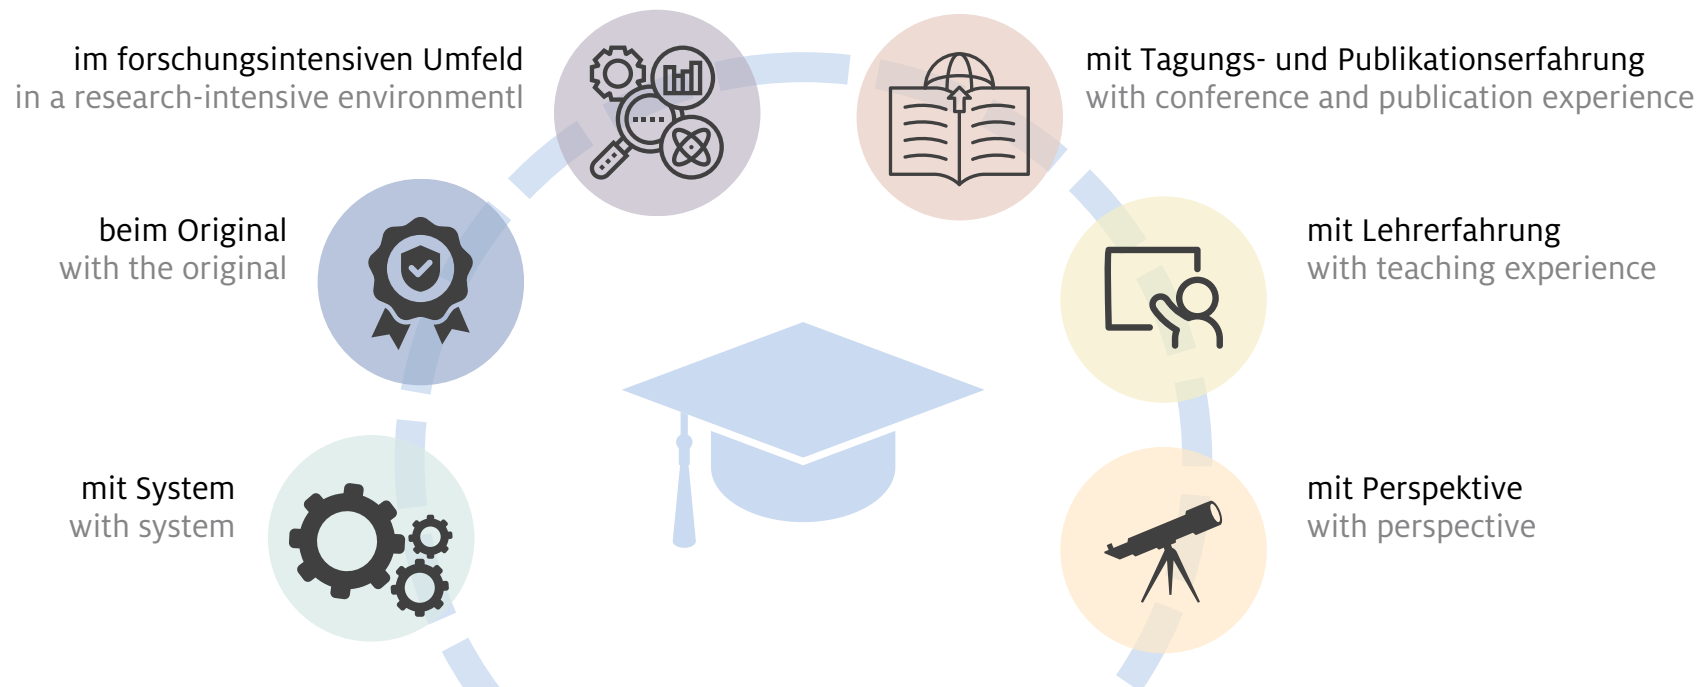 im forschungsintensiven Umfeld
in a research-intensive environmentl
mit Tagungs- und Publikationserfahrung
with conference and publication experience
beim Original
with the original
mit Lehrerfahrung
with teaching experience
mit System
with system
mit Perspektive
with perspective